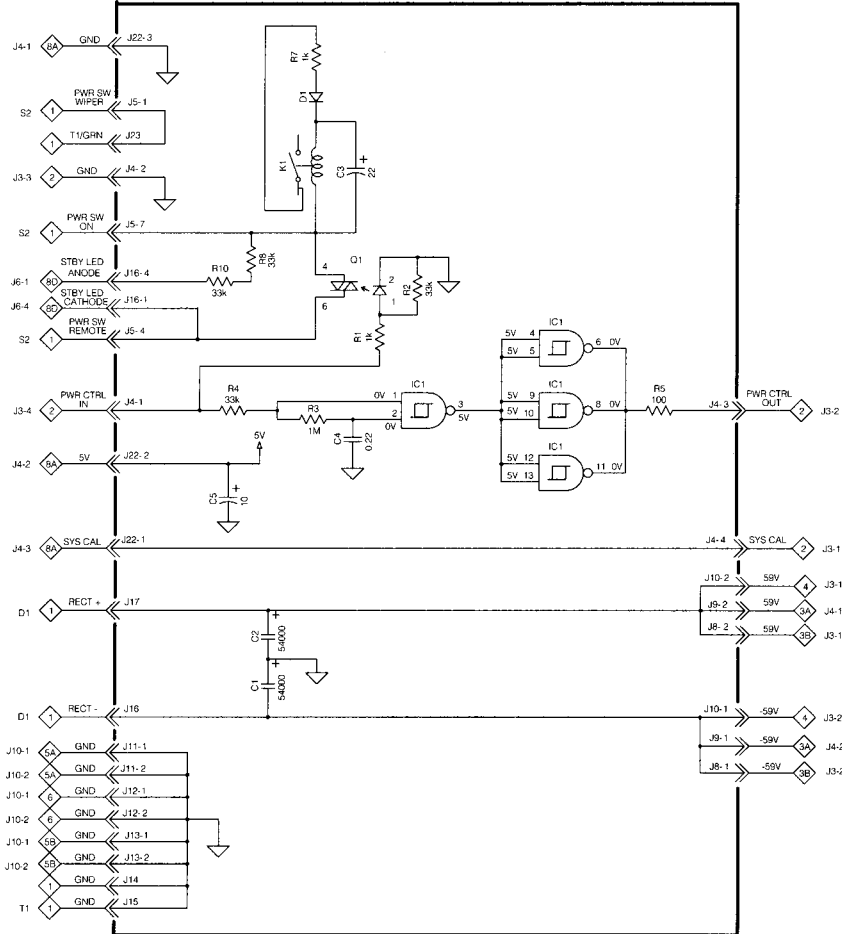 J4-1 8A GND J22-3
S2 1 PWR SW WIPER J5-1
1 T1/GRN J23
J3-3 2 GND J4-2
S2 1 PWR SW ON J5-7
J6-1 8D STBY LED ANODE J16-4
J6-4 8D STBY LED CATHODE J16-1
S2 1 PWR SW REMOTE J5-4
R7 1k
D1
K1
C3 + 22
R8 33k
R10 33k
4 Q1 6
2 1
R2 33k
R1 1k
J3-4 2 PWR CTRL IN J4-1
R4 33k
R3 1M
C4 0.22
0V 1 IC1 3 5V
0V 2
5V 4 IC1 6 0V
5V 5
5V 9 IC1 8 0V
5V 10
5V 12 IC1 11 0V
5V 13
R5 100
J4-3 PWR CTRL OUT 2 J3-2
J4-2 8A 5V J22-2
5V
C5 + 10
J4-3 8A SYS CAL J22-1
J4-4 SYS CAL 2 J3-1
D1 1 RECT + J17
J10-2 59V 4 J3-1
J9-2 59V 3A J4-1
J8-2 59V 3B J3-1
C2 + 54000
C1 + 54000
D1 1 RECT - J16
J10-1 -59V 4 J3-2
J9-1 -59V 3A J4-2
J8-1 -59V 3B J3-2
J10-1 5A GND J11-1
J10-2 5A GND J11-2
J10-1 6 GND J12-1
J10-2 6 GND J12-2
J10-1 5B GND J13-1
J10-2 5B GND J13-2
1 GND J14
T1 1 GND J15